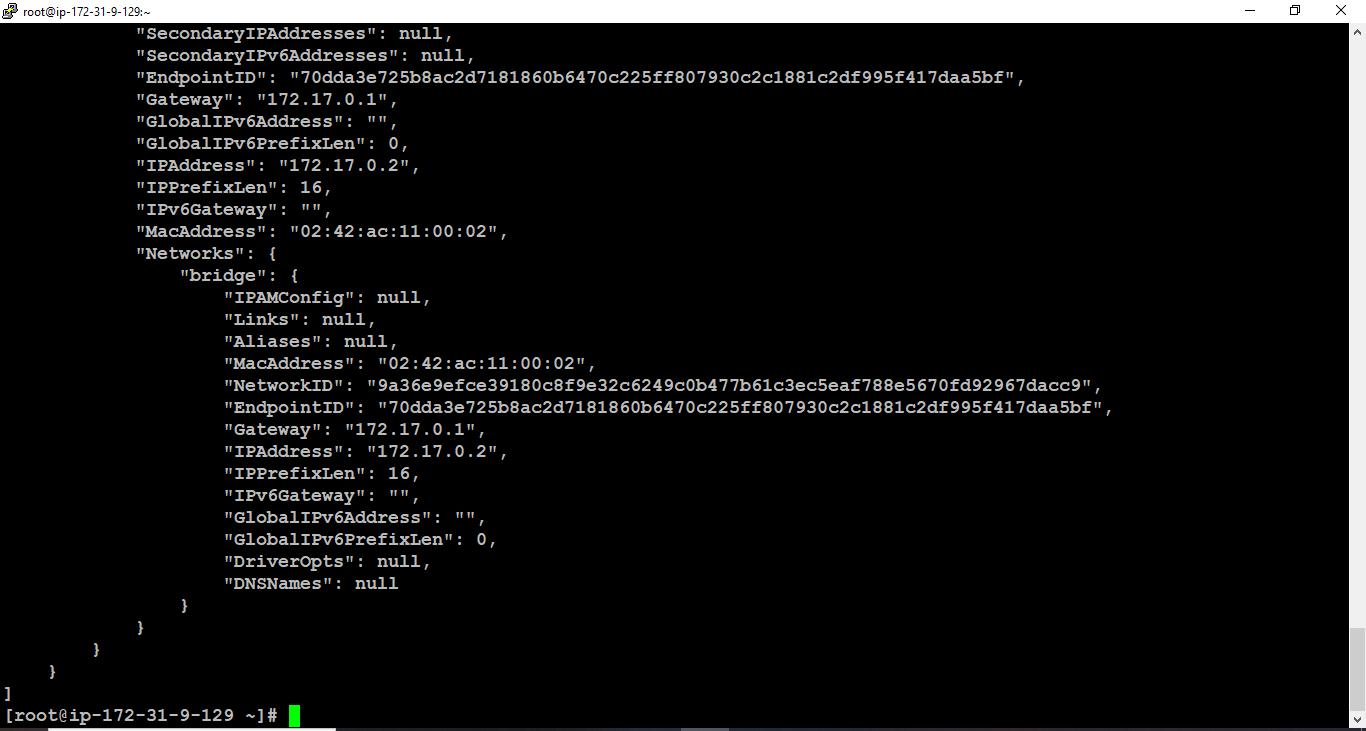 root@ip-172-31-9-129:~
"SecondaryIPAddresses": null,
"SecondaryIPv6Addresses": null,
"EndpointID": "70dda3e725b8ac2d7181860b6470c225ff807930c2c1881c2df995f417daa5bf",
"Gateway": "172.17.0.1",
"GlobalIPv6Address": "",
"GlobalIPv6PrefixLen": 0,
"IPAddress": "172.17.0.2",
"IPPrefixLen": 16,
"IPv6Gateway": "",
"MacAddress": "02:42:ac:11:00:02",
"Networks": {
"bridge": {
"IPAMConfig": null,
"Links": null,
"Aliases": null,
"MacAddress": "02:42:ac:11:00:02",
"NetworkID": "9a36e9efce39180c8f9e32c6249c0b477b61c3ec5eaf788e5670fd92967dacc9",
"EndpointID": "70dda3e725b8ac2d7181860b6470c225ff807930c2c1881c2df995f417daa5bf",
"Gateway": "172.17.0.1",
"IPAddress": "172.17.0.2",
"IPPrefixLen": 16,
"IPv6Gateway": "",
"GlobalIPv6Address": "",
"GlobalIPv6PrefixLen": 0,
"DriverOpts": null,
"DNSNames": null
}
}
}
}
]
[root@ip-172-31-9-129 ~]#